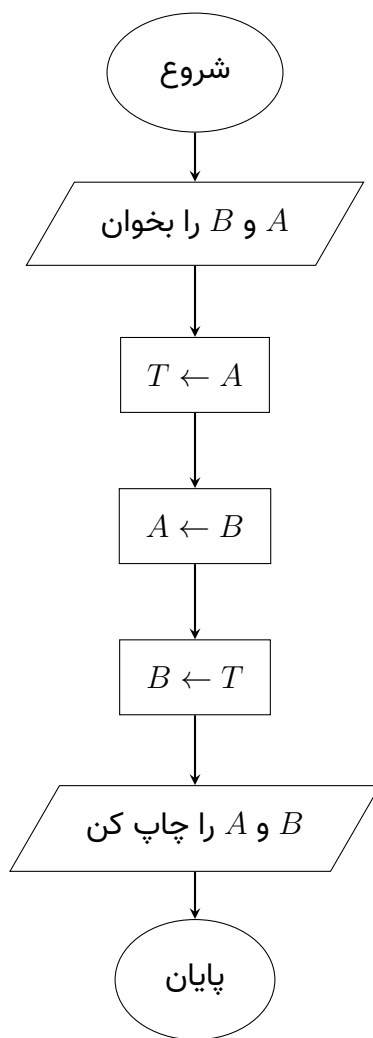 شروع
A و B را بخوان
T ← A
A ← B
B ← T
B و A را چاپ کن
پایان